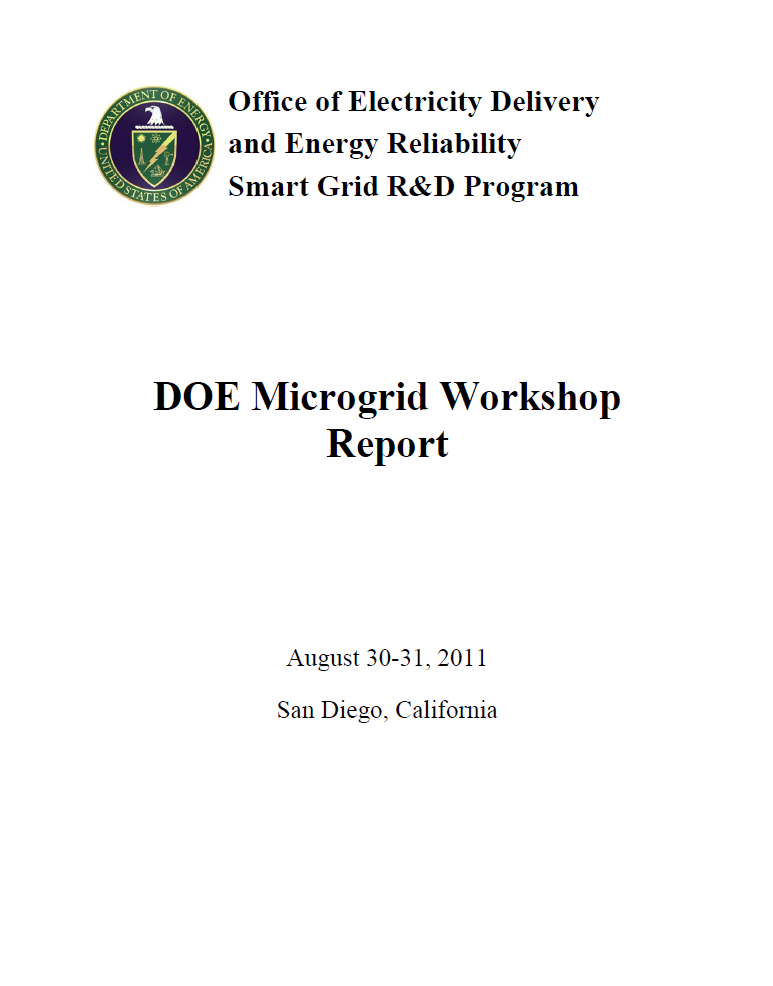 DEPARTMENT OF ENERGY
UNITED STATES OF AMERICA
Office of Electricity Delivery
and Energy Reliability
Smart Grid R&D Program
DOE Microgrid Workshop
Report
August 30-31, 2011
San Diego, California